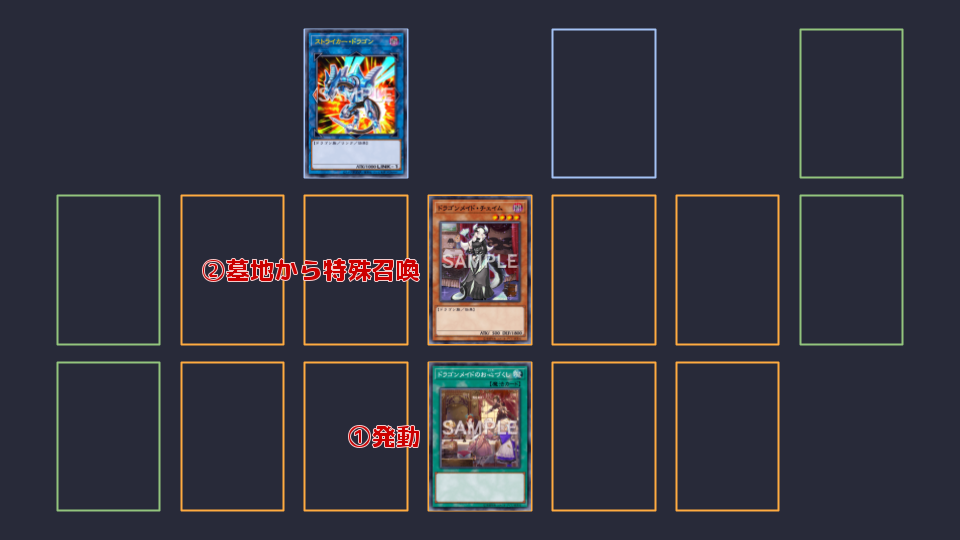 ストライカー・ドラゴン
SAMPLE
ドラゴンメイド・チェイム
SAMPLE
②墓地から特殊召喚
ドラゴンメイドのお心づくし
SAMPLE
①発動